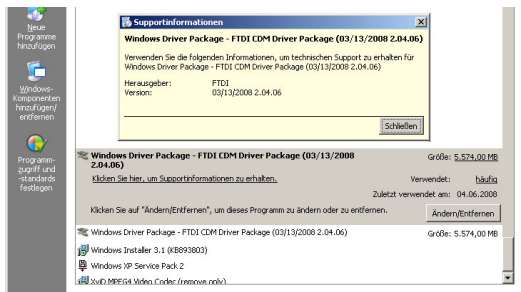 Neue
Programme
hinzufügen
Windows-
Komponenten
hinzufügen/
entfernen
Programm-
zugriff und
-standards
festlegen
Supportinformationen
Windows Driver Package - FTDI CDM Driver Package (03/13/2008 2.04.06)
Verwenden Sie die folgenden Informationen, um technischen Support zu erhalten für
Windows Driver Package - FTDI CDM Driver Package (03/13/2008 2.04.06)
Herausgeber: FTDI
Version: 03/13/2008 2.04.06
Schließen
Windows Driver Package - FTDI CDM Driver Package (03/13/2008
2.04.06) Größe: 5.574,00 MB
Klicken Sie hier, um Supportinformationen zu erhalten. Verwendet: häufig
Zuletzt verwendet am: 04.06.2008
Klicken Sie auf "Ändern/Entfernen", um dieses Programm zu ändern oder zu entfernen. Ändern/Entfernen
Windows Driver Package - FTDI CDM Driver Package (03/13/2008 2.04.06) Größe: 5.574,00 MB
Windows Installer 3.1 (KB893803)
Windows XP Service Pack 2
XviD MPEG4 Video Codec (remove only)